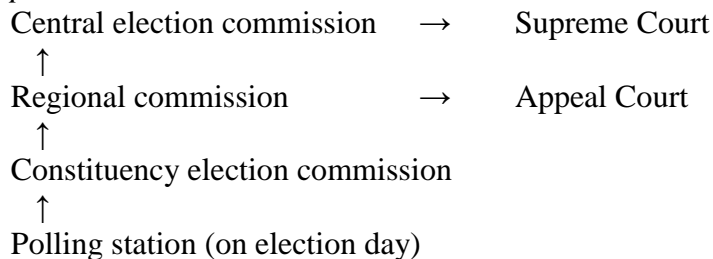 Central election commission → Supreme Court
↑
Regional commission → Appeal Court
↑
Constituency election commission
↑
Polling station (on election day)